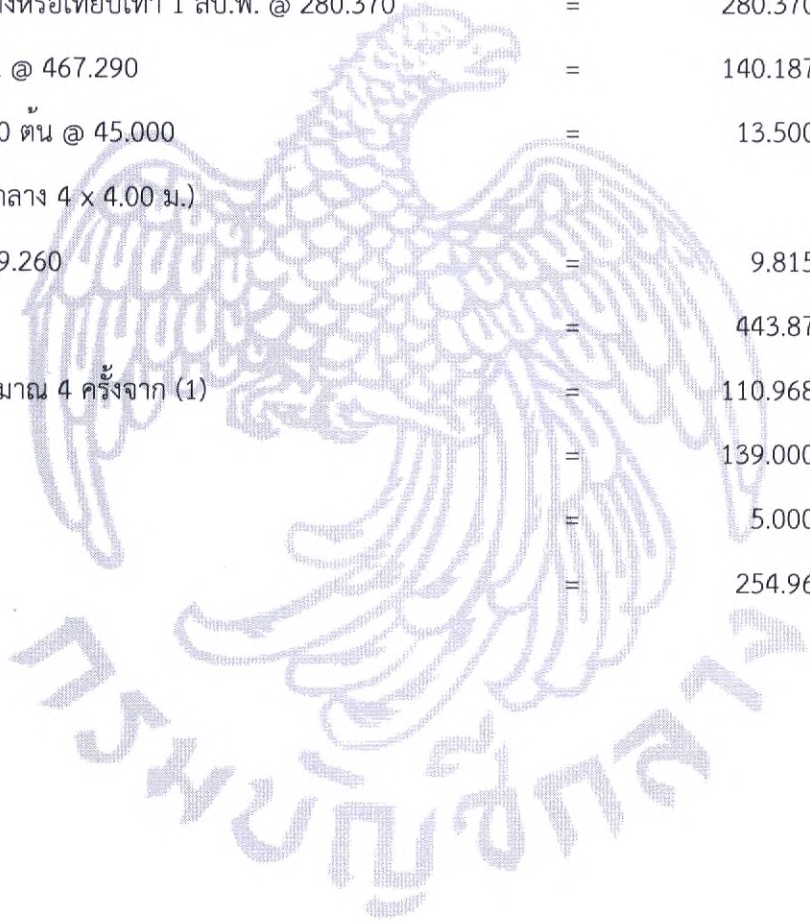 งหรือเทียบเท่า 1 ลบ.ฟ. @ 280.370 = 280.370
@ 467.290 = 140.187
0 ต้น @ 45.000 = 13.500
กลาง 4 x 4.00 ม.)
9.260 = 9.815
= 443.87
มาณ 4 ครั้งจาก (1) = 110.968
= 139.000
= 5.000
= 254.96
กรมบัญชีกลาง